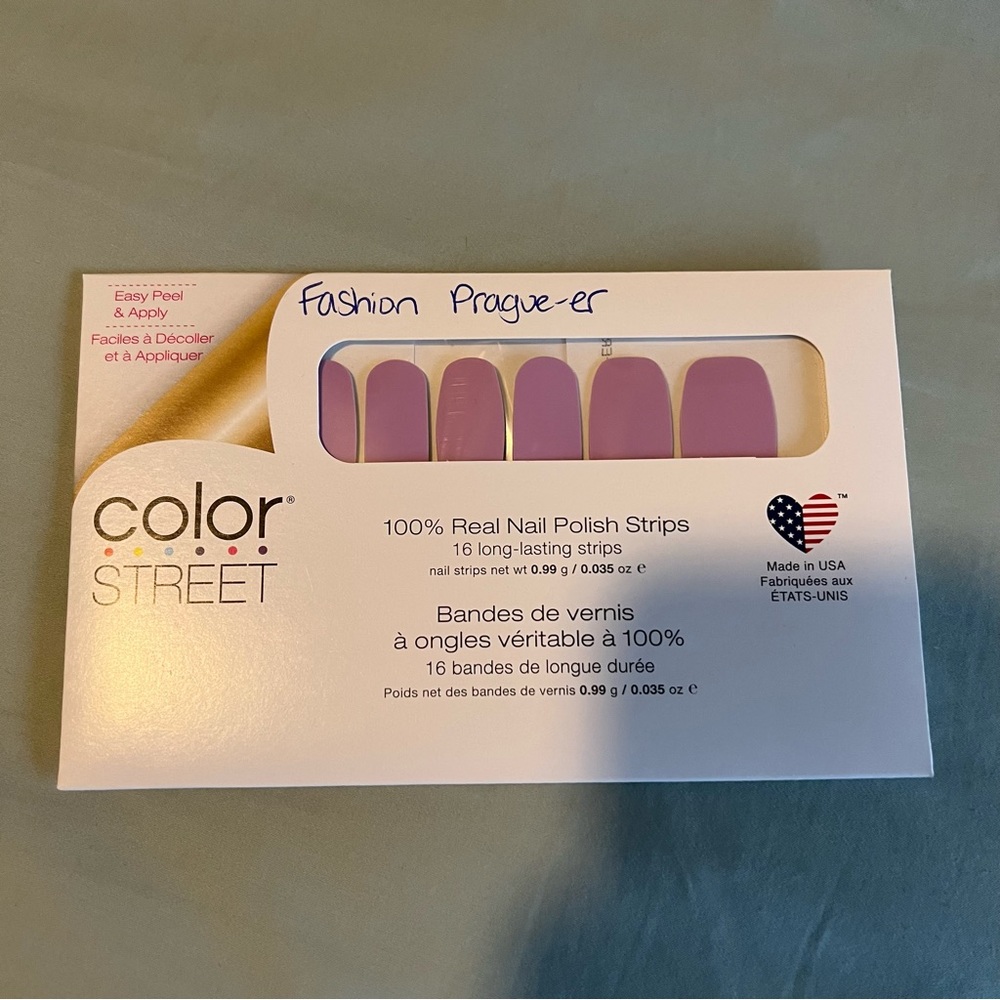 Easy Peel
& Apply
Faciles à Décoller
et à Appliquer
Fashion Prague-er
color®
STREET
100% Real Nail Polish Strips
16 long-lasting strips
nail strips net wt 0.99 g / 0.035 oz e
Bandes de vernis
à ongles véritable à 100%
16 bandes de longue durée
Poids net des bandes de vernis 0.99 g / 0.035 oz e
™
Made in USA
Fabriquées aux
ÉTATS-UNIS